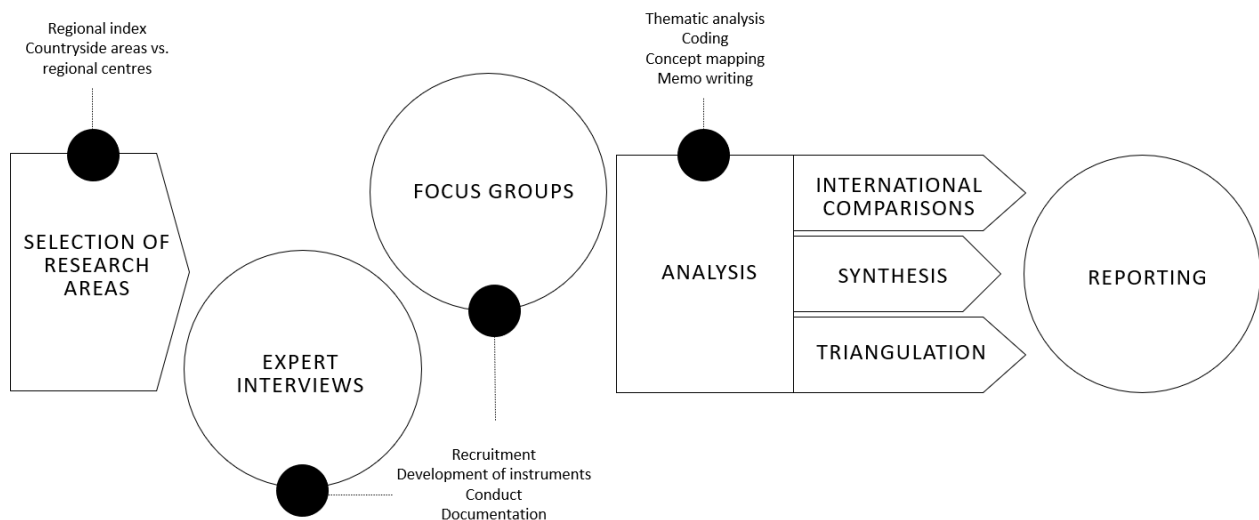 Regional index
Countryside areas vs.
regional centres
SELECTION OF
RESEARCH
AREAS
EXPERT
INTERVIEWS
FOCUS GROUPS
Recruitment
Development of instruments
Conduct
Documentation
Thematic analysis
Coding
Concept mapping
Memo writing
ANALYSIS
INTERNATIONAL
COMPARISONS
SYNTHESIS
TRIANGULATION
REPORTING